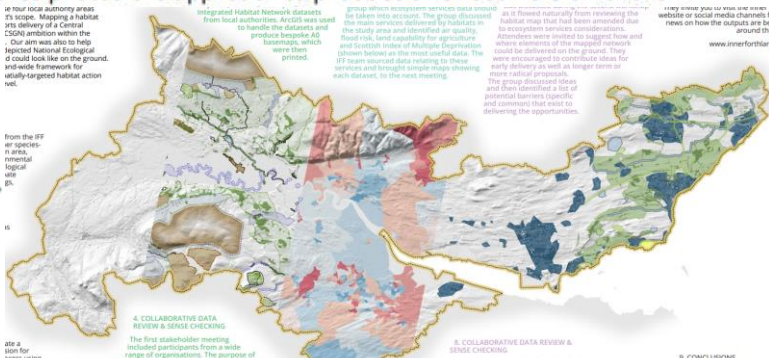 se four local authority areas
t's scope. Mapping a habitat
orts delivery of a Central
CSGN) ambition within the
. Our aim was also to help
depicted National Ecological
d could look like on the ground.
and-wide framework for
atially-targeted habitat action
vel.
Integrated Habitat Network datasets
from local authorities. ArcGIS was used
to handle the datasets and
produce bespoke A0
basemaps, which
were then
printed.
group which ecosystem services data should
be taken into account. The group discussed
the main services delivered by habitats in
the study area and identified air quality,
flood risk, land capability for agriculture
and Scottish Index of Multiple Deprivation
(shown below) as the most useful data. The
IFF team sourced data relating to these
services and brought simple maps showing
each dataset, to the next meeting.
as it flowed naturally from reviewing the
habitat map that had been amended due
to ecosystem services considerations.
Attendees were invited to suggest how and
where elements of the mapped network
could be delivered on the ground. They
were encouraged to contribute ideas for
early delivery as well as longer term or
more radical proposals.
The group discussed ideas
and then identified a list of
potential barriers (specific
and common) that exist to
delivering the opportunities.
They invite you to visit the Inner
website or social media channels f
news on how the outputs are be
around th
www.innerforthlan
from the IFF
er species-
n area,
nmental
logical
ate
gs,
4. COLLABORATIVE DATA
REVIEW & SENSE CHECKING
The first stakeholder meeting
included participants from a wide
range of organisations. The purpose of
8. COLLABORATIVE DATA REVIEW &
SENSE CHECKING
ate a
sion for
9. CONCLUSIONS